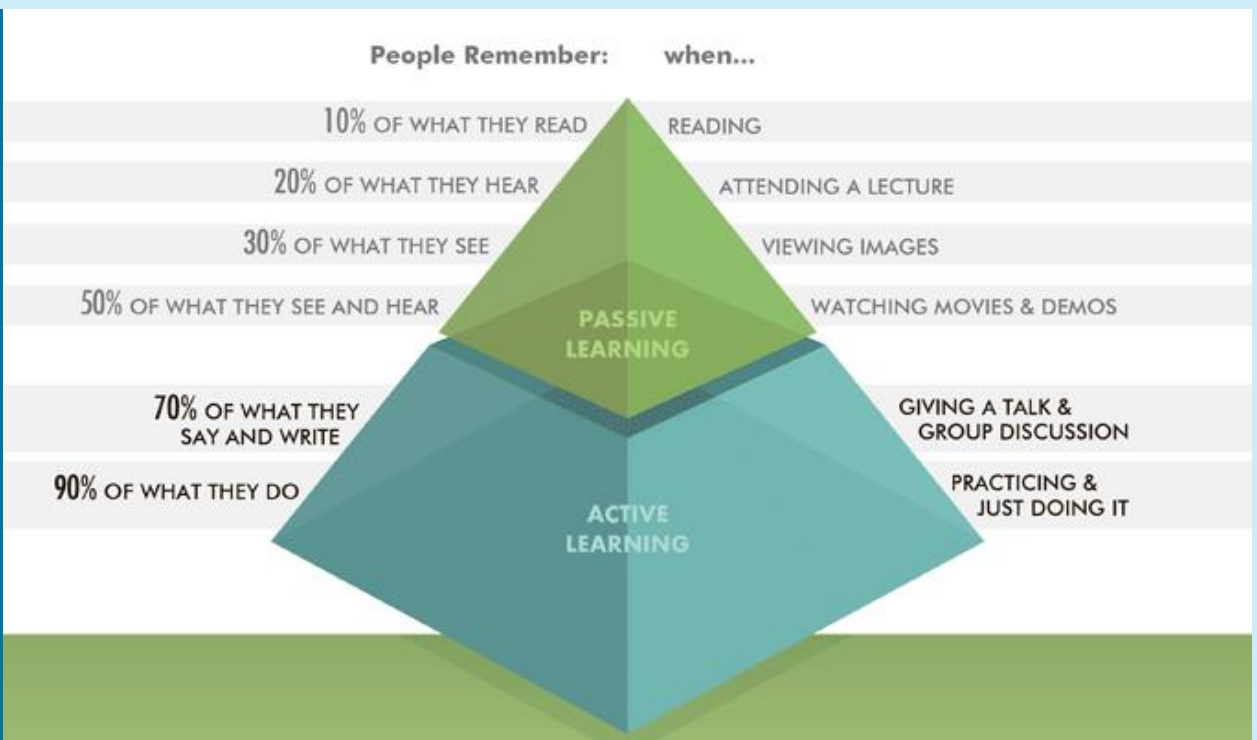 People Remember: when...
10% OF WHAT THEY READ READING
20% OF WHAT THEY HEAR ATTENDING A LECTURE
30% OF WHAT THEY SEE VIEWING IMAGES
50% OF WHAT THEY SEE AND HEAR WATCHING MOVIES & DEMOS
PASSIVE
LEARNING
70% OF WHAT THEY
SAY AND WRITE
GIVING A TALK &
GROUP DISCUSSION
90% OF WHAT THEY DO
PRACTICING &
JUST DOING IT
ACTIVE
LEARNING